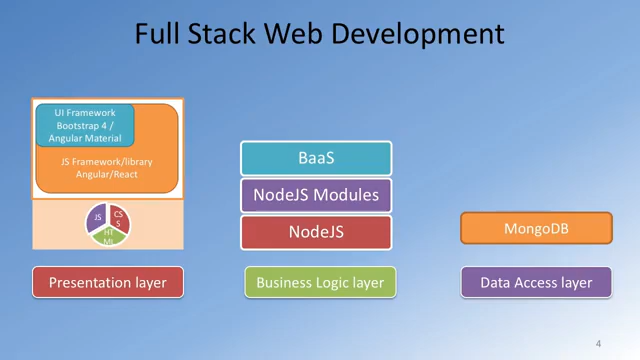 Full Stack Web Development
UI Framework
Bootstrap 4 /
Angular Material
JS Framework/library
Angular/React
JS
CS
S
HT
ML
BaaS
NodeJS Modules
NodeJS
MongoDB
Presentation layer
Business Logic layer
Data Access layer
4